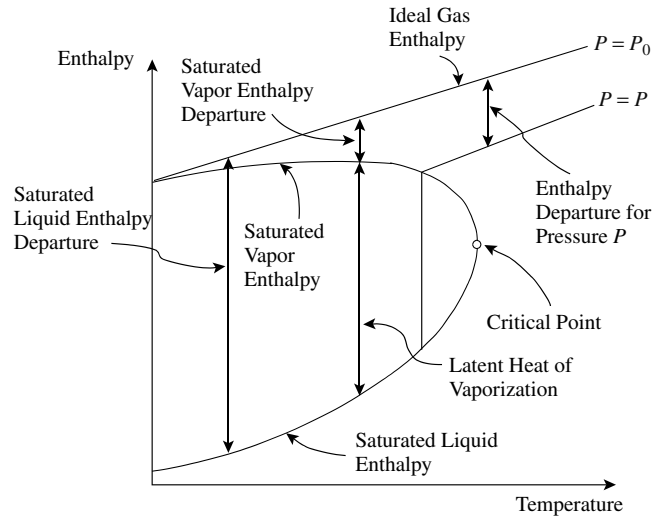 Ideal Gas
Enthalpy
P = P0
Enthalpy
Saturated
Vapor Enthalpy
Departure
P = P
Saturated
Liquid Enthalpy
Departure
Saturated
Vapor
Enthalpy
Enthalpy
Departure for
Pressure P
Critical Point
Latent Heat of
Vaporization
Saturated Liquid
Enthalpy
Temperature